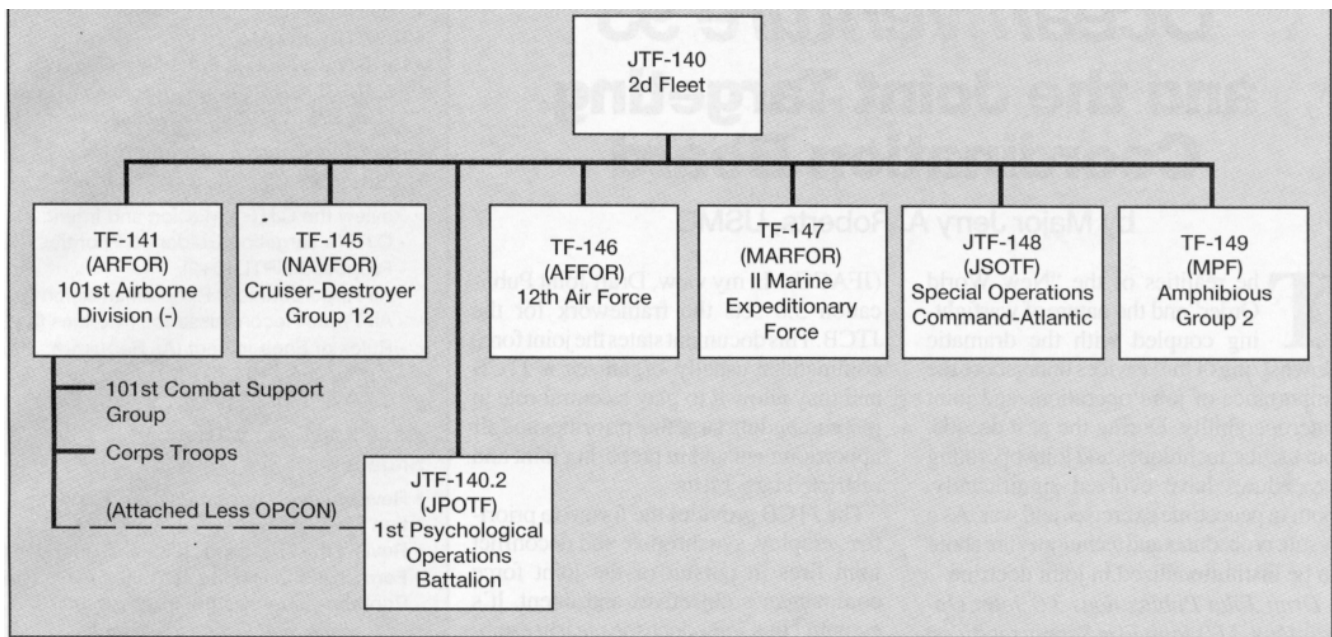 JTF-140
2d Fleet
TF-141
(ARFOR)
101st Airborne
Division (-)
TF-145
(NAVFOR)
Cruiser-Destroyer
Group 12
TF-146
(AFFOR)
12th Air Force
TF-147
(MARFOR)
II Marine
Expeditionary
Force
JTF-148
(JSOTF)
Special Operations
Command-Atlantic
TF-149
(MPF)
Amphibious
Group 2
101st Combat Support
Group
Corps Troops
(Attached Less OPCON)
JTF-140.2
(JPOTF)
1st Psychological
Operations
Battalion